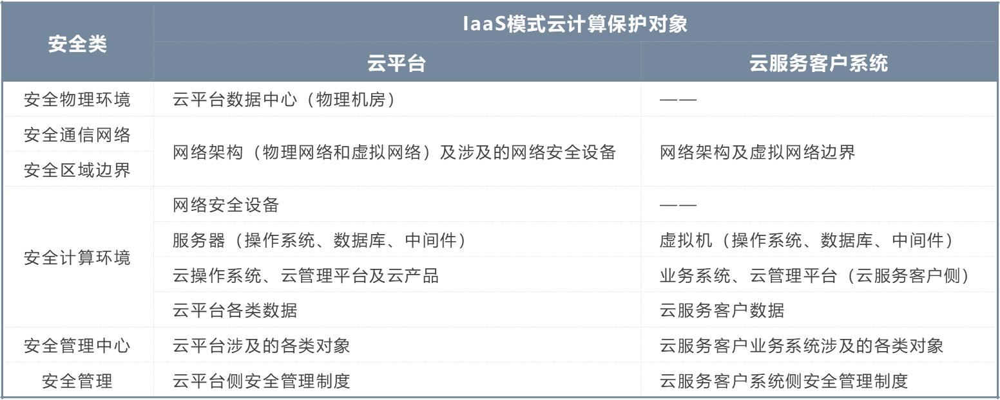 安全类
IaaS模式云计算保护对象
云平台
云服务客户系统
安全物理环境
云平台数据中心（物理机房）
——
安全通信网络
安全区域边界
网络架构（物理网络和虚拟网络）及涉及的网络安全设备
网络架构及虚拟网络边界
安全计算环境
网络安全设备
——
服务器（操作系统、数据库、中间件）
虚拟机（操作系统、数据库、中间件）
云操作系统、云管理平台及云产品
业务系统、云管理平台（云服务客户侧）
云平台各类数据
云服务客户数据
安全管理中心
云平台涉及的各类对象
云服务客户业务系统涉及的各类对象
安全管理
云平台侧安全管理制度
云服务客户系统侧安全管理制度